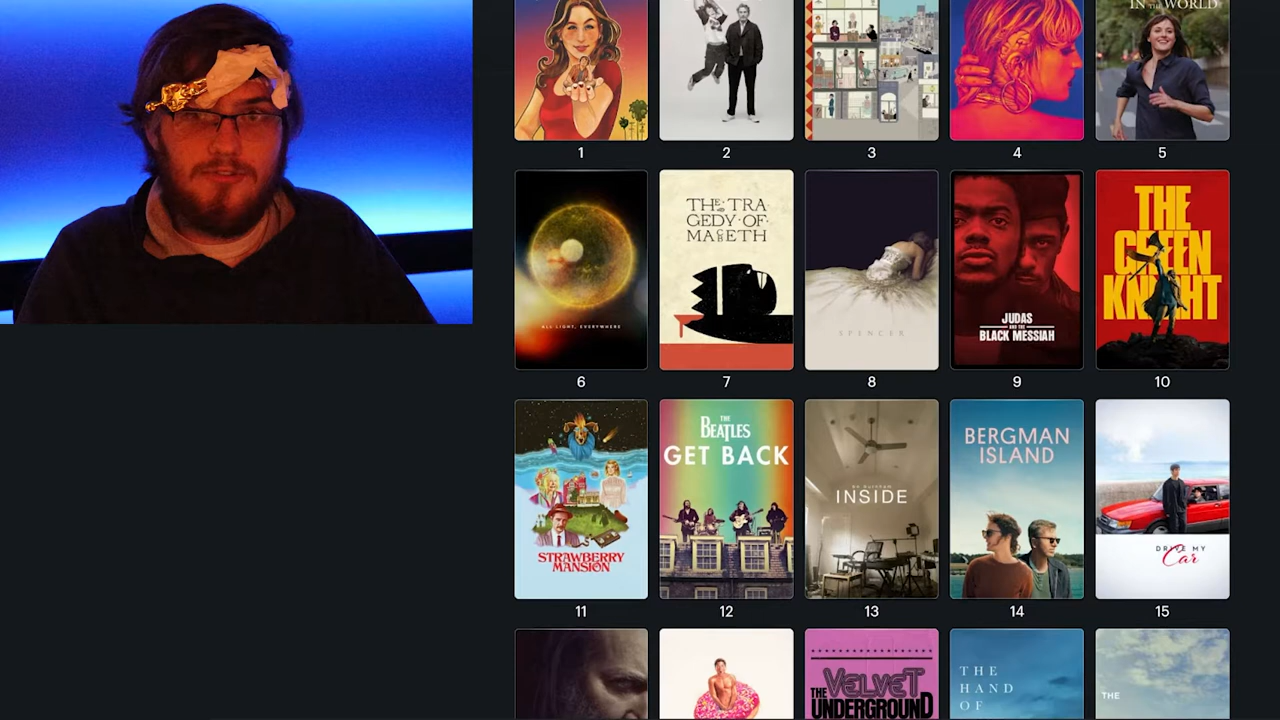 IN THE WORLD
1
2
3
4
5
ALL LIGHT, EVERYWHERE
THE TRA
GEDY·OF·
MACBETH
SPENCER
JUDAS
AND THE
BLACK MESSIAH
THE
GREEN
KNIGHT
6
7
8
9
10
STRAWBERRY
MANSION
THE
BEATLES
GET BACK
INSIDE
BERGMAN
ISLAND
DRIVE MY
Car
11
12
13
14
15
THE VELVET
UNDERGROUND
THE
HAND
OF
THE